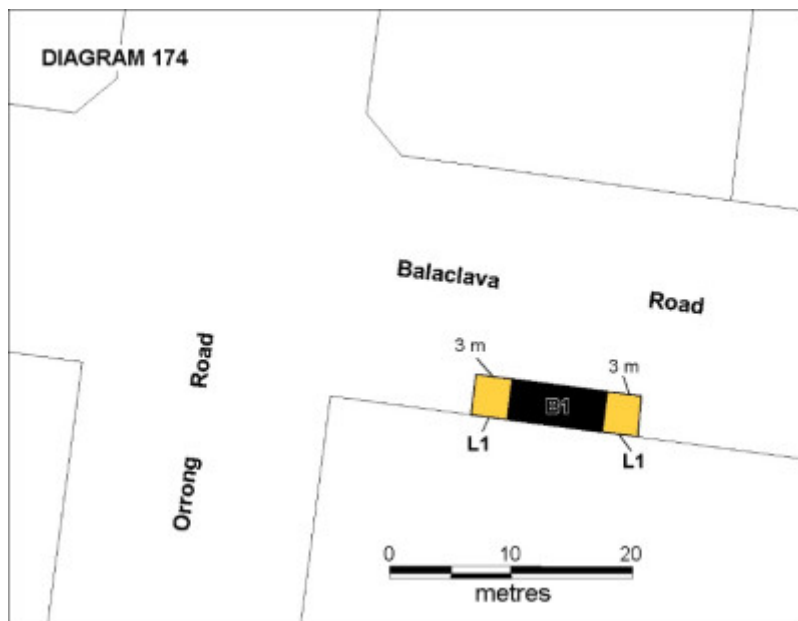 DIAGRAM 174
Balaclava Road
Orrong Road
3 m
3 m
B1
L1
L1
0 10 20
metres